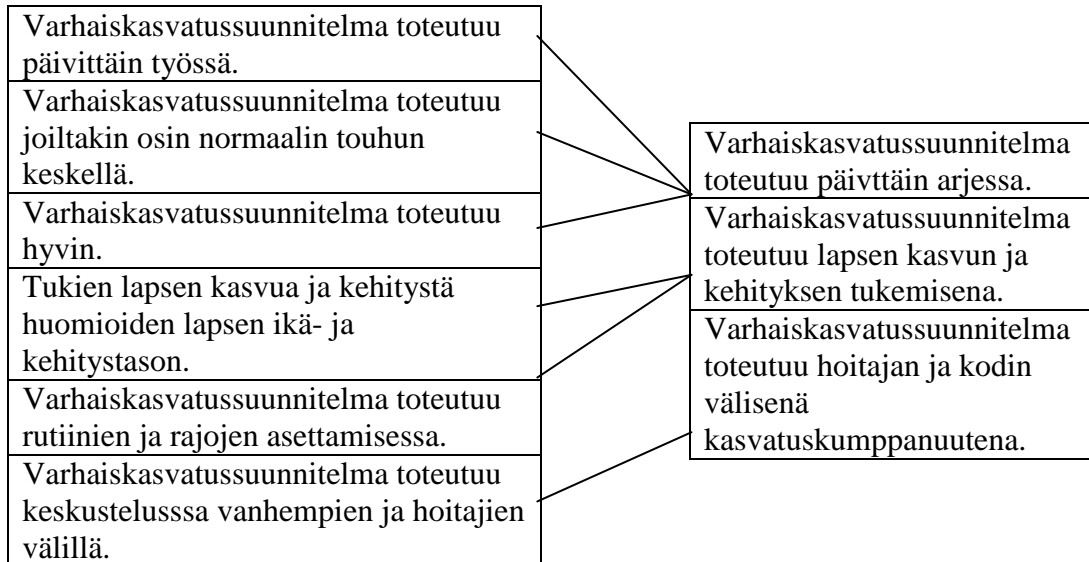 Varhaiskasvatussuunnitelma toteutuu
päivittäin työssä.
Varhaiskasvatussuunnitelma toteutuu
joiltakin osin normaalin touhun
keskellä.
Varhaiskasvatussuunnitelma toteutuu
hyvin.
Tukien lapsen kasvua ja kehitystä
huomioiden lapsen ikä- ja
kehitystason.
Varhaiskasvatussuunnitelma toteutuu
rutiinien ja rajojen asettamisessa.
Varhaiskasvatussuunnitelma toteutuu
keskustelusssa vanhempien ja hoitajien
välillä.
Varhaiskasvatussuunnitelma
toteutuu päivttäin arjessa.
Varhaiskasvatussuunnitelma
toteutuu lapsen kasvun ja
kehityksen tukemisena.
Varhaiskasvatussuunnitelma
toteutuu hoitajan ja kodin
välisenä
kasvatuskumppanuutena.